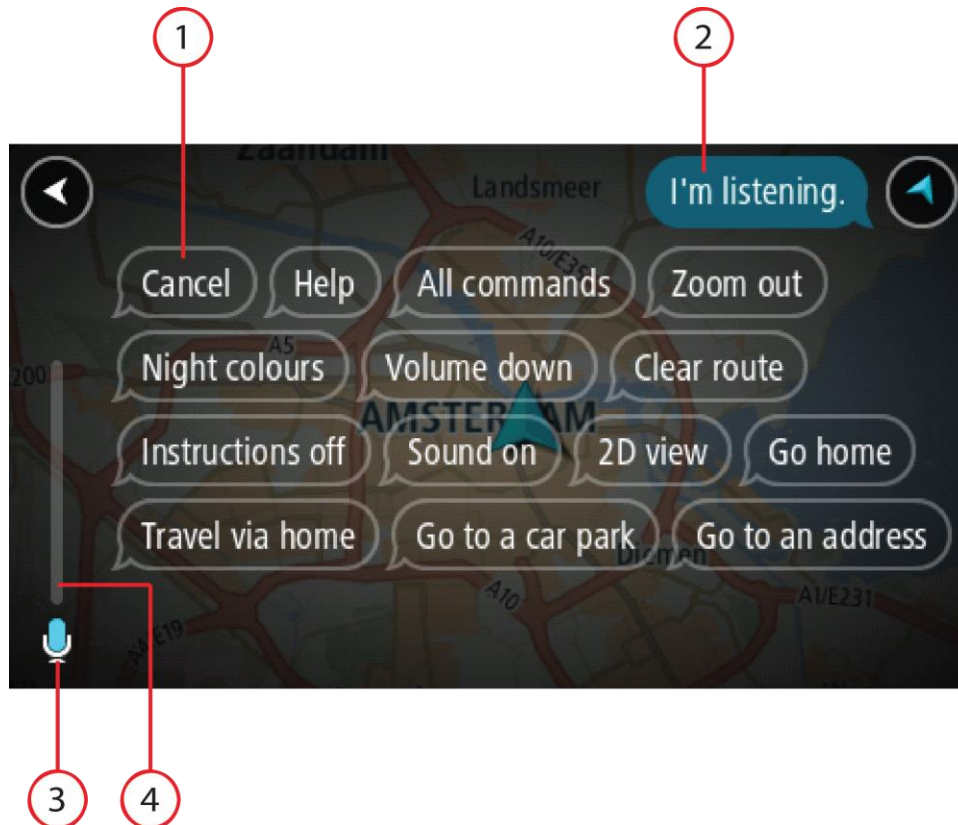 1 2
Zaandam
Landsmeer
I'm listening.
A10/E35
Cancel Help All commands Zoom out
A5
200
Night colours Volume down Clear route
AMSTERDAM
Instructions off Sound on 2D view Go home
Travel via home Go to a car park Go to an address
Diemen
A10
A1/E231
A4/E19
3 4